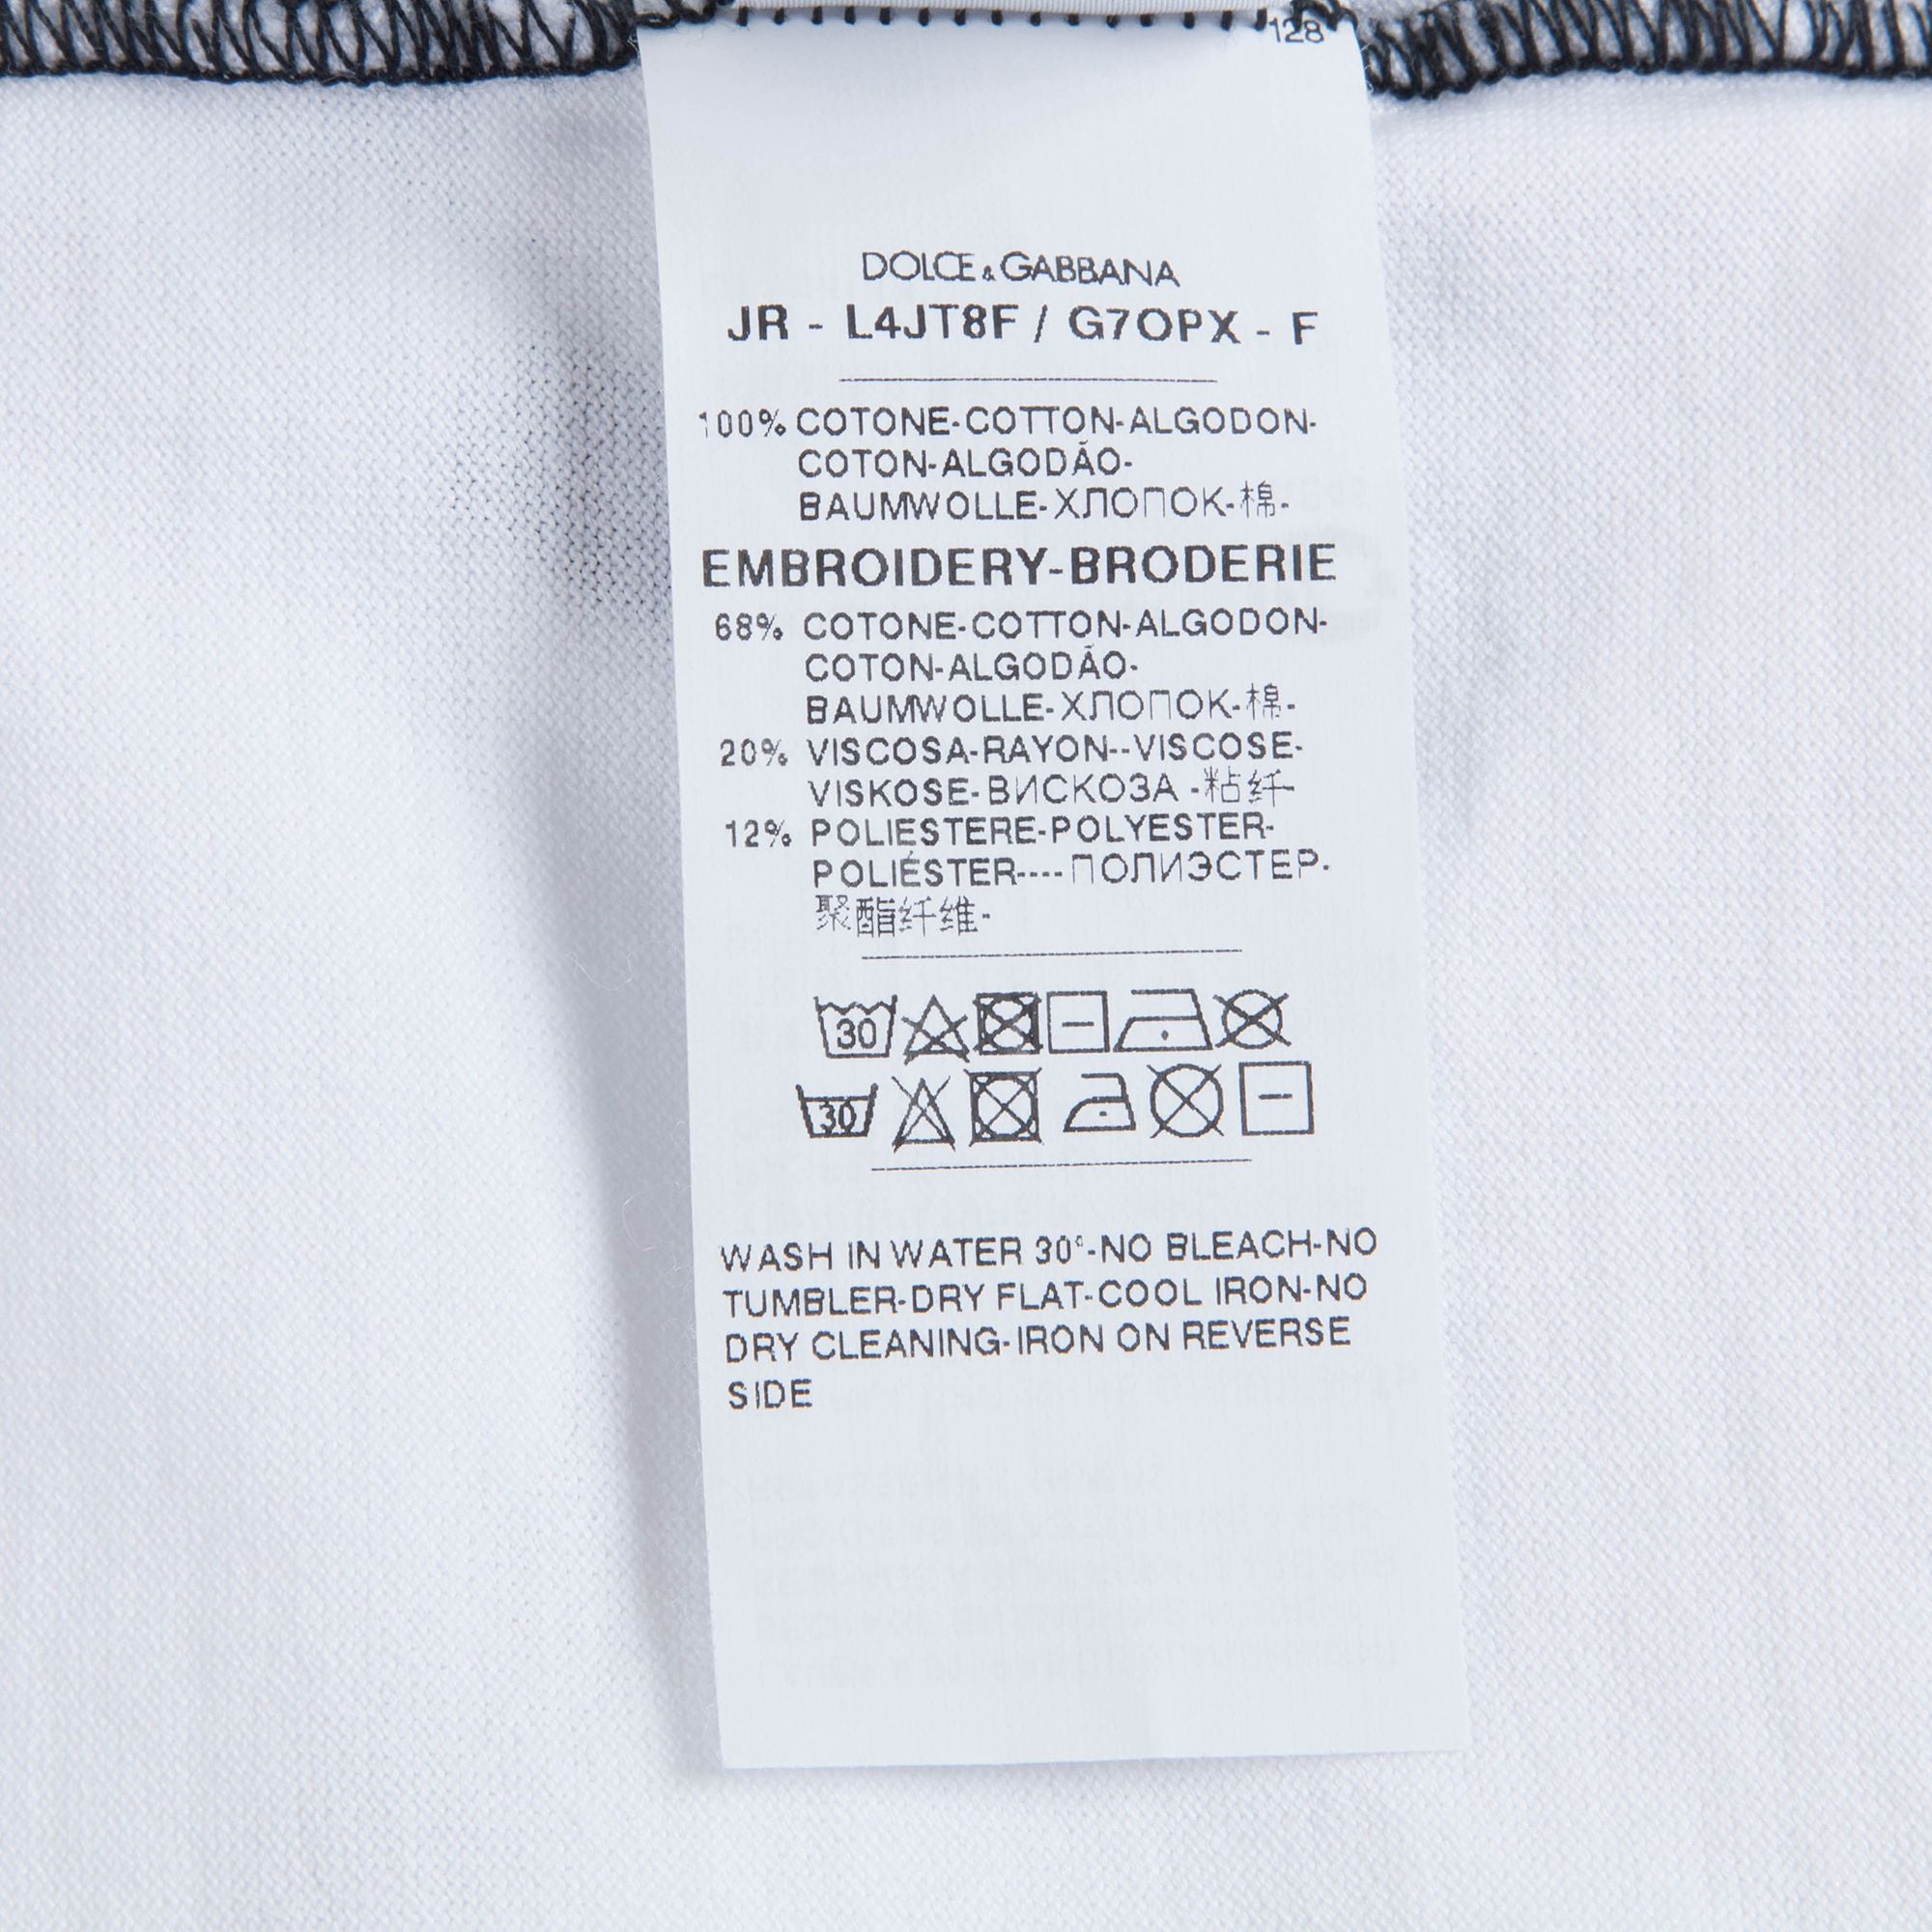 128
DOLCE & GABBANA
JR - L4JT8F / G7OPX - F
100% COTONE-COTTON-ALGODON-
COTON-ALGODÃO-
BAUMWOLLE-ХЛОПОК-棉-
EMBROIDERY-BRODERIE
68% COTONE-COTTON-ALGODON-
COTON-ALGODÃO-
BAUMWOLLE-ХЛОПОК-棉-
20% VISCOSA-RAYON--VISCOSE-
VISKOSE-ВИСКОЗА -粘纤-
12% POLIESTERE-POLYESTER-
POLIÉSTER----ПОЛИЭСТЕР-
聚酯纤维-
30
30
WASH IN WATER 30°-NO BLEACH-NO
TUMBLER-DRY FLAT-COOL IRON-NO
DRY CLEANING-IRON ON REVERSE
SIDE